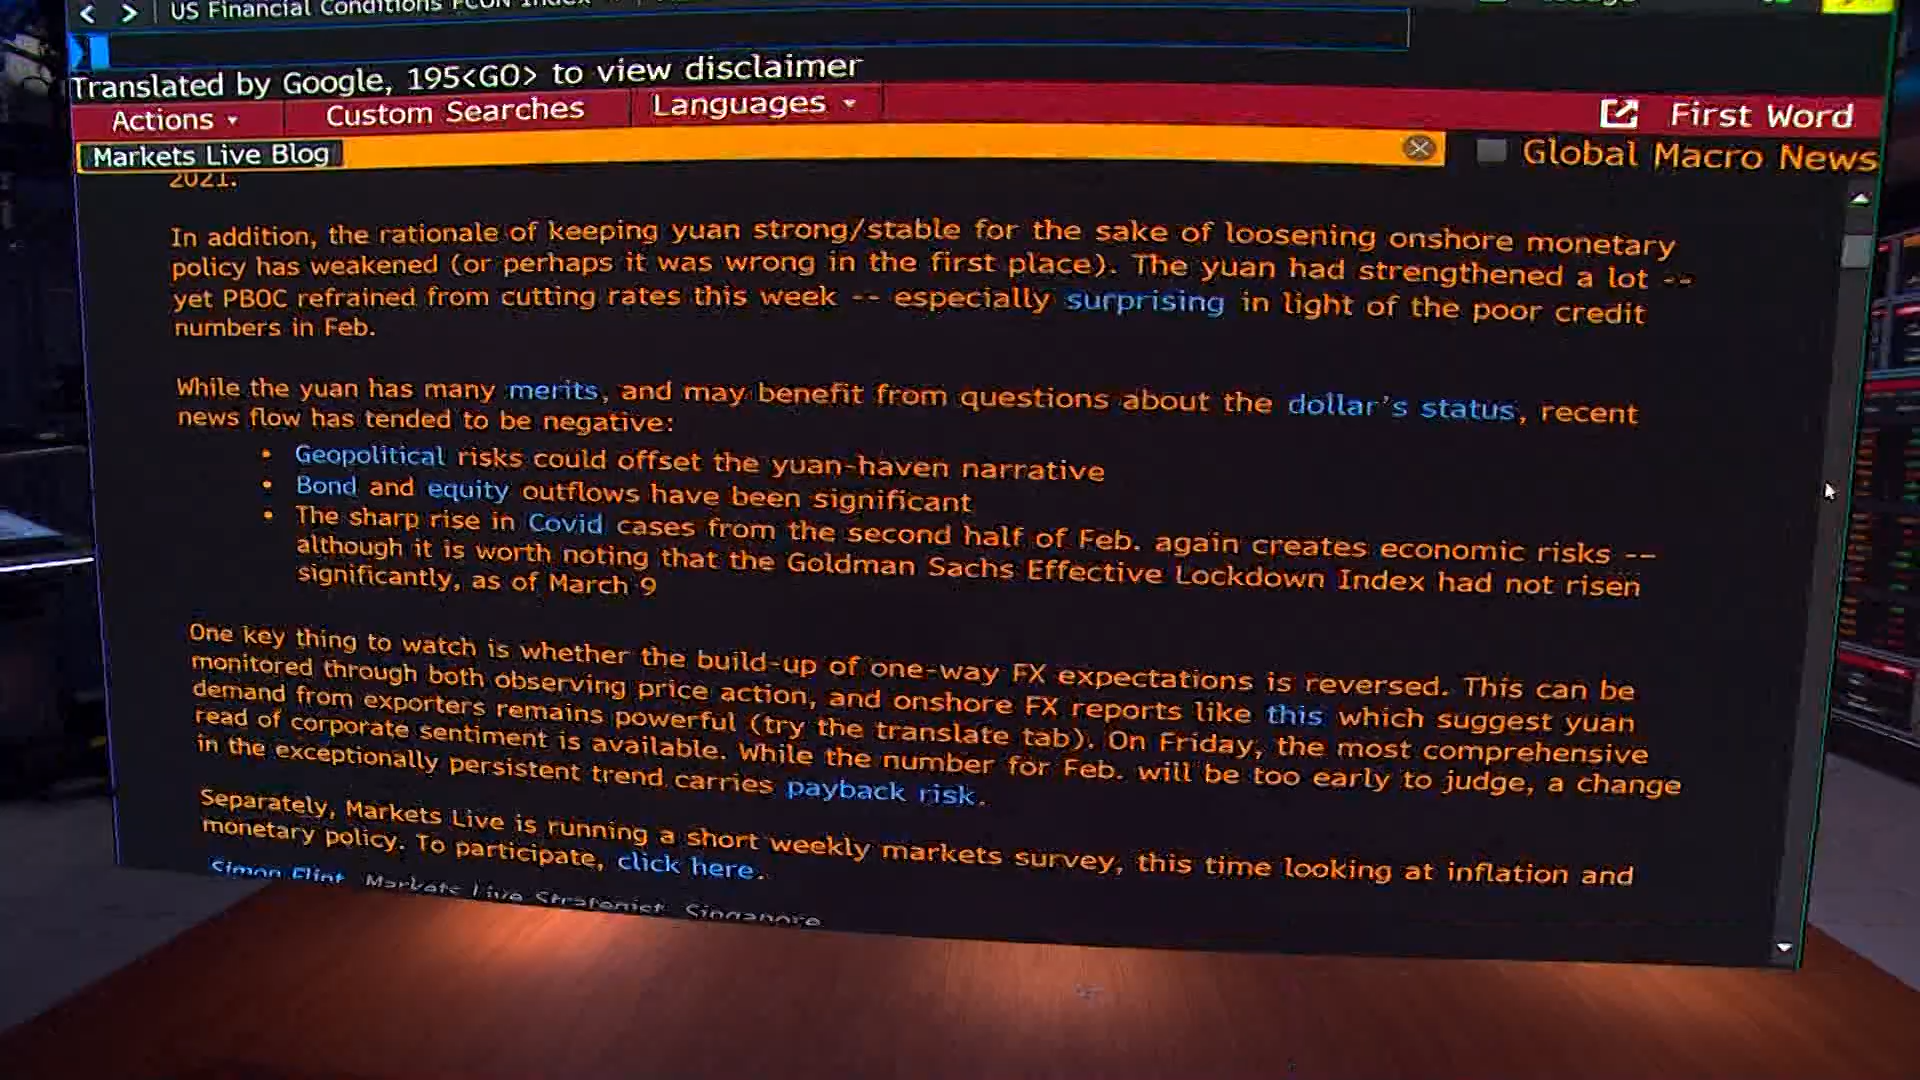 < > US Financial Conditions FCON Index
Translated by Google, 195<GO> to view disclaimer
Actions Custom Searches Languages First Word
Markets Live Blog Global Macro News
2021.
In addition, the rationale of keeping yuan strong/stable for the sake of loosening onshore monetary
policy has weakened (or perhaps it was wrong in the first place). The yuan had strengthened a lot --
yet PBOC refrained from cutting rates this week -- especially surprising in light of the poor credit
numbers in Feb.
While the yuan has many merits, and may benefit from questions about the dollar's status, recent
news flow has tended to be negative:
• Geopolitical risks could offset the yuan-haven narrative
• Bond and equity outflows have been significant
• The sharp rise in Covid cases from the second half of Feb. again creates economic risks --
although it is worth noting that the Goldman Sachs Effective Lockdown Index had not risen
significantly, as of March 9
One key thing to watch is whether the build-up of one-way FX expectations is reversed. This can be
monitored through both observing price action, and onshore FX reports like this which suggest yuan
demand from exporters remains powerful (try the translate tab). On Friday, the most comprehensive
read of corporate sentiment is available. While the number for Feb. will be too early to judge, a change
in the exceptionally persistent trend carries payback risk.
Separately, Markets Live is running a short weekly markets survey, this time looking at inflation and
monetary policy. To participate, click here.
Simon Flint Markets Live Strategist Singapore